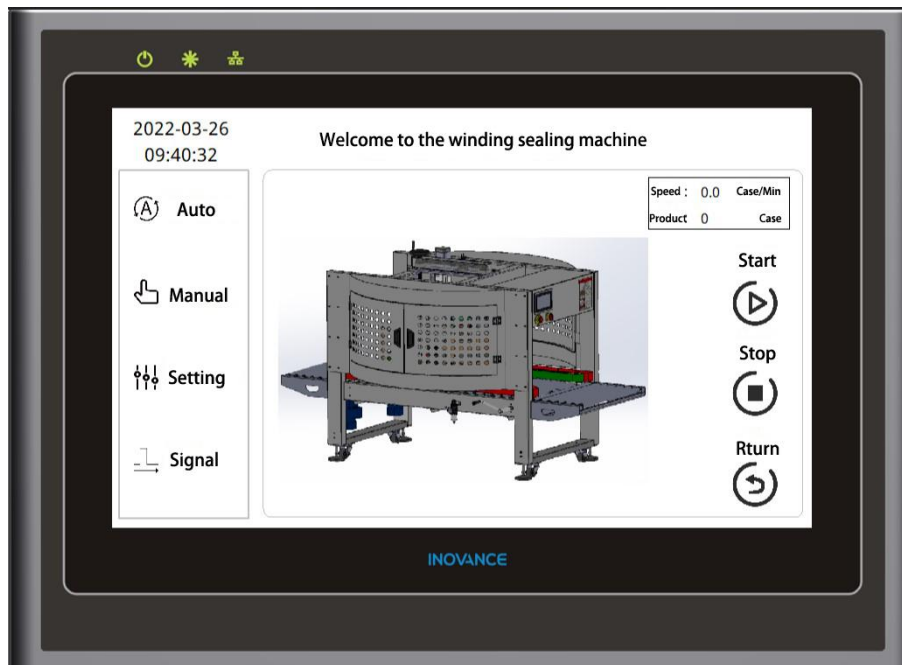 2022-03-26
09:40:32
Welcome to the winding sealing machine
Auto
Manual
Setting
Signal
Speed : 0.0 Case/Min
Product 0 Case
Start
Stop
Rturn
INOVANCE